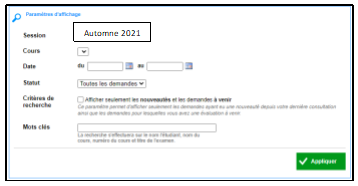 Paramètres d'affichage
Session Automne 2021
Cours
Date du au
Statut Toutes les demandes
Critères de recherche Afficher seulement les nouveautés et les demandes à venir
Ce paramètre permet d'afficher seulement les demandes ayant eu une nouveauté depuis votre dernière consultation
ainsi que les demandes pour lesquelles vous avez une évaluation à venir.
Mots clés
La recherche s'effectuera sur le nom l'étudiant, nom du
cours, numéro de cours et titre de l'examen.
Appliquer